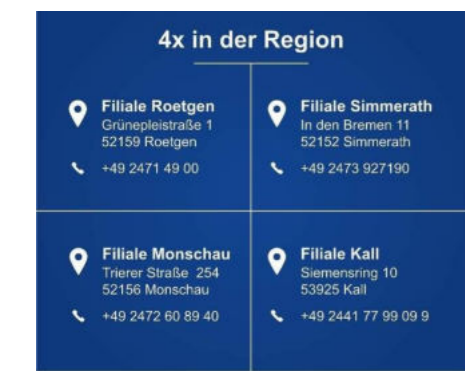 4x in der Region
Filiale Roetgen
Grünepleistraße 1
52159 Roetgen
+49 2471 49 00
Filiale Simmerath
In den Bremen 11
52152 Simmerath
+49 2473 927190
Filiale Monschau
Trierer Straße 254
52156 Monschau
+49 2472 60 89 40
Filiale Kall
Siemensring 10
53925 Kall
+49 2441 77 99 09 9